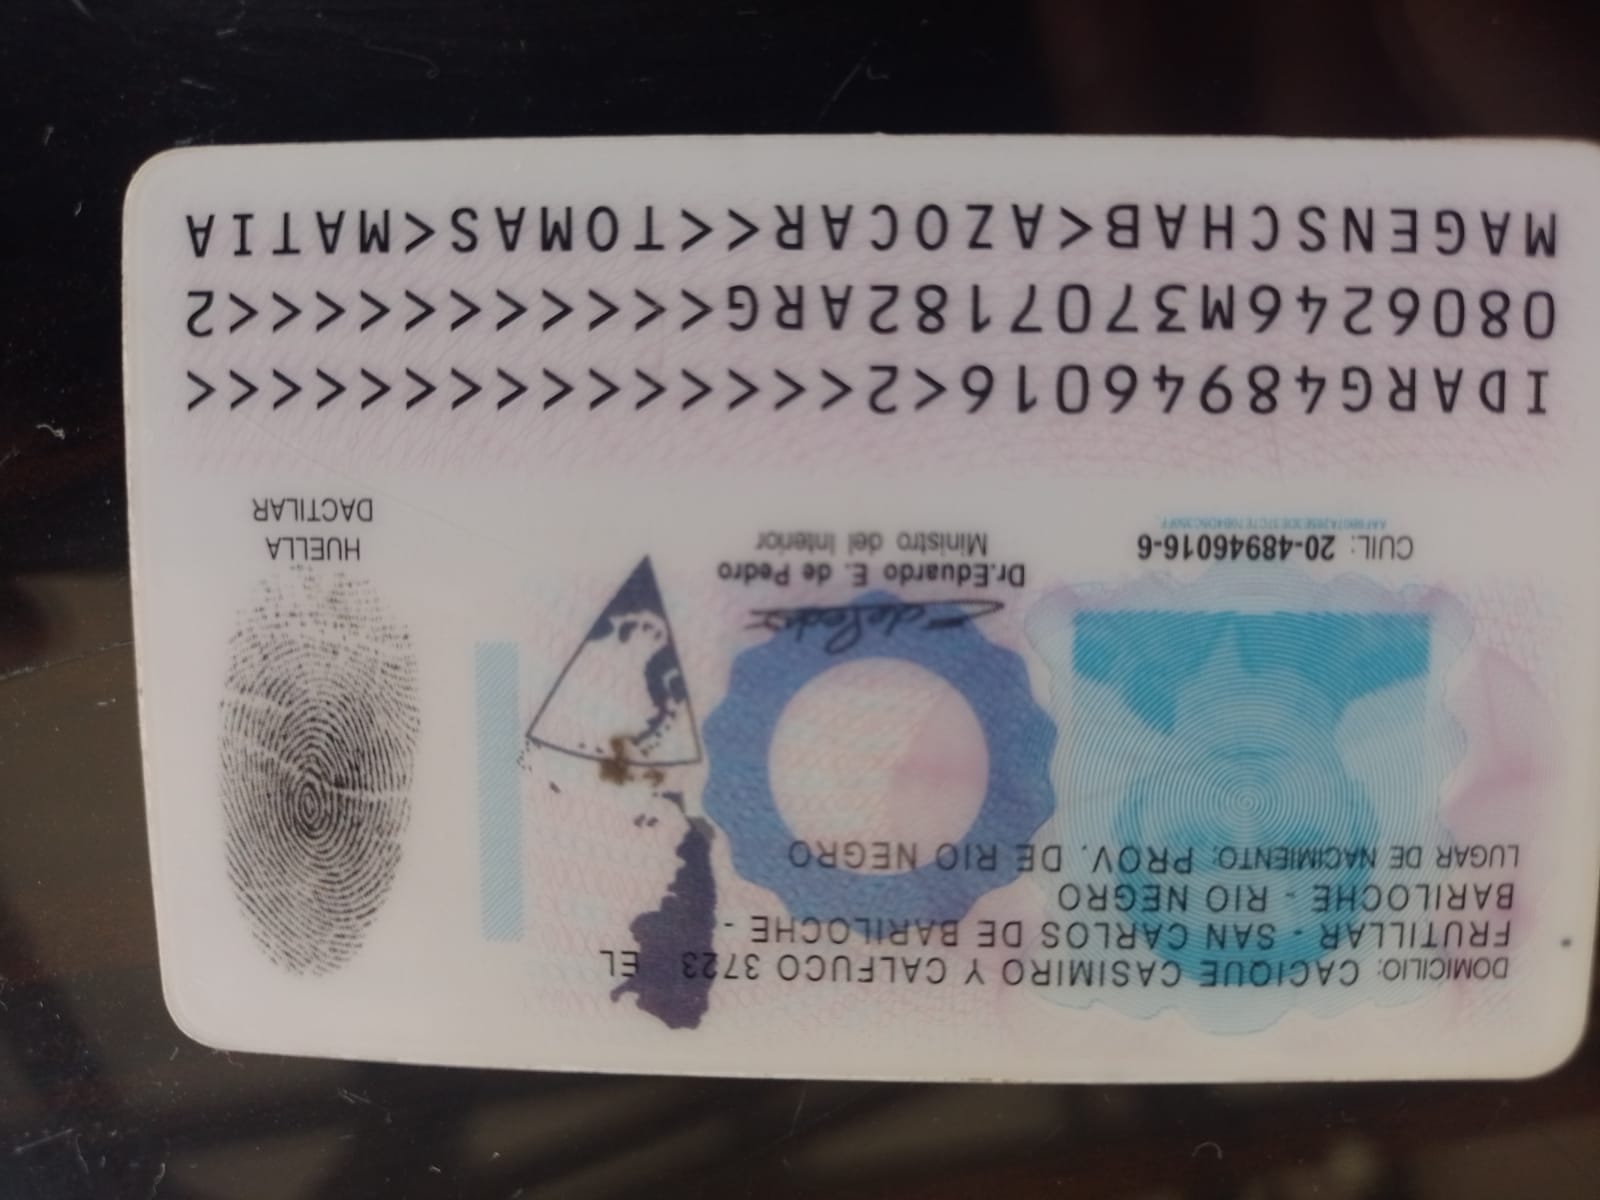 DOMICILIO: CACIQUE CASIMIRO Y CALFUCO 3723 EL
FRUTILLAR - SAN CARLOS DE BARILOCHE -
BARILOCHE - RIO NEGRO
LUGAR DE NACIMIENTO: PROV. DE RIO NEGRO
E de Pedro
Dr.Eduardo E. de Pedro
Ministro del Interior
CUIL: 20-48946016-6
HUELLA
DACTILAR
IDARG48946016<2<<<<<<<<<<<<<<<
0806246M3707182ARG<<<<<<<<<<<2
MAGENSCHAB<AZOCAR<<TOMAS<MATIA